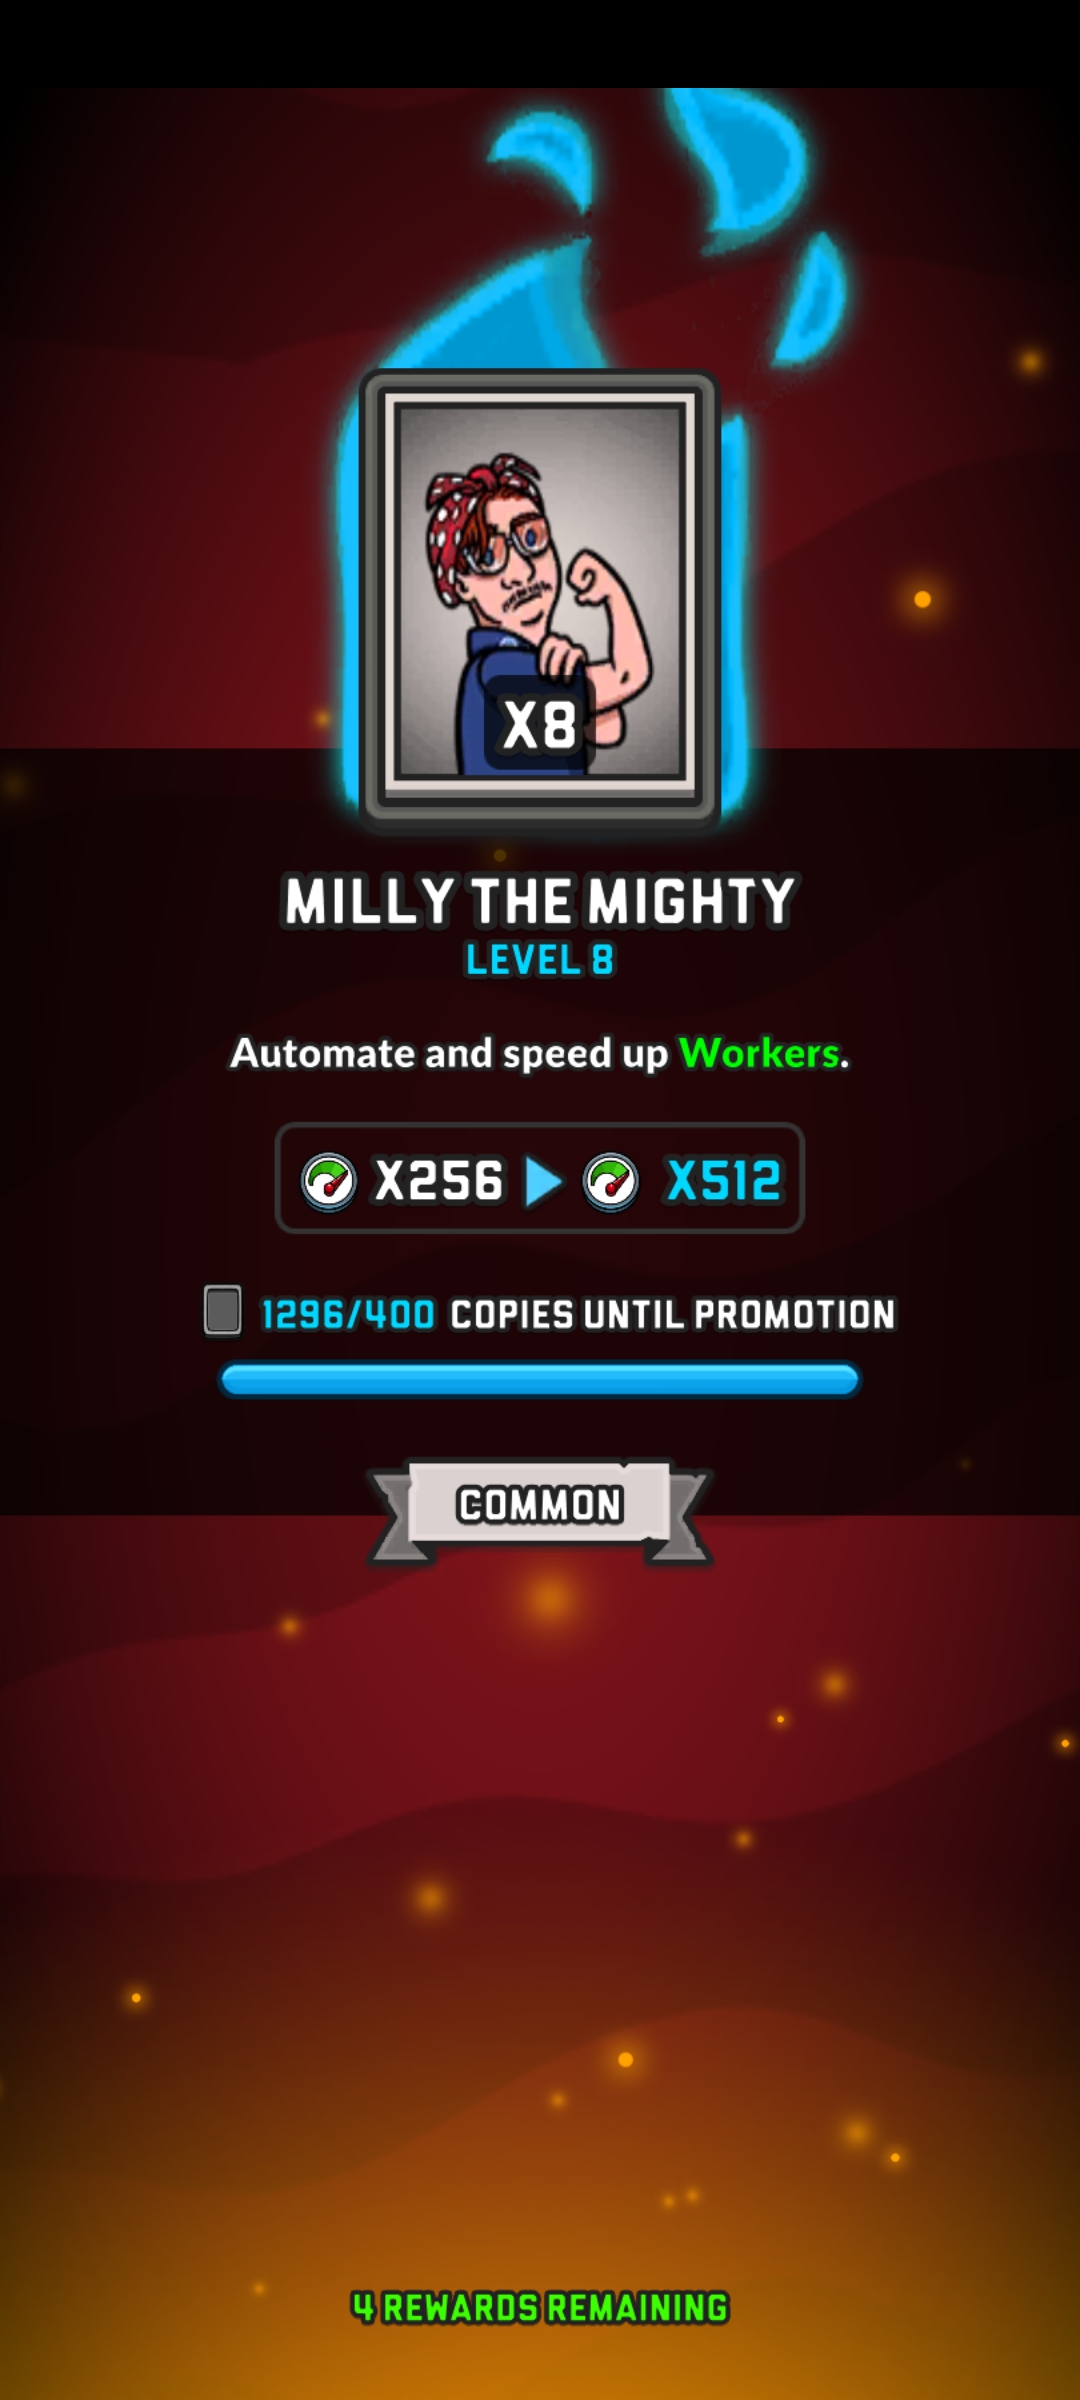 X8
MILLY THE MIGHTY
LEVEL 8
Automate and speed up Workers.
X256 X512
1296/400 COPIES UNTIL PROMOTION
COMMON
4 REWARDS REMAINING